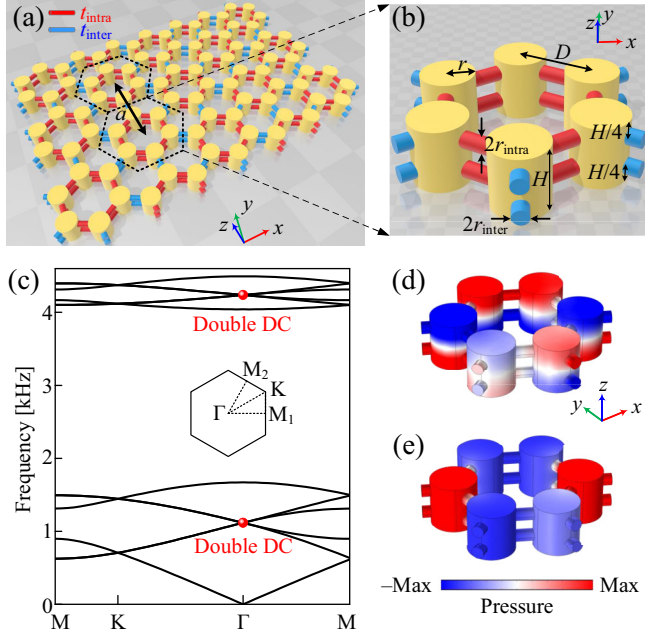 (a)
t_intra
t_inter
a
y
z
x
(b)
z
y
x
r
D
2r_intra
H/4
H
H/4
2r_inter
(c)
Frequency [kHz]
4
3
2
1
0
Double DC
M₂
K
Γ
M₁
Double DC
M
K
Γ
M
(d)
z
y
x
(e)
–Max
Max
Pressure